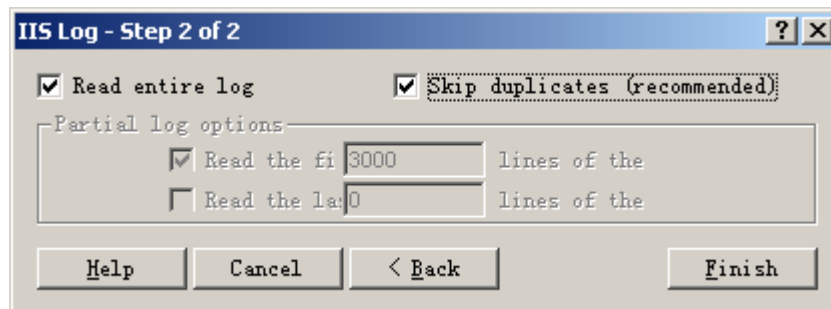 IIS Log - Step 2 of 2
Read entire log
Skip duplicates (recommended)
Partial log options
Read the fi 3000 lines of the
Read the la 0 lines of the
Help
Cancel
< Back
Finish